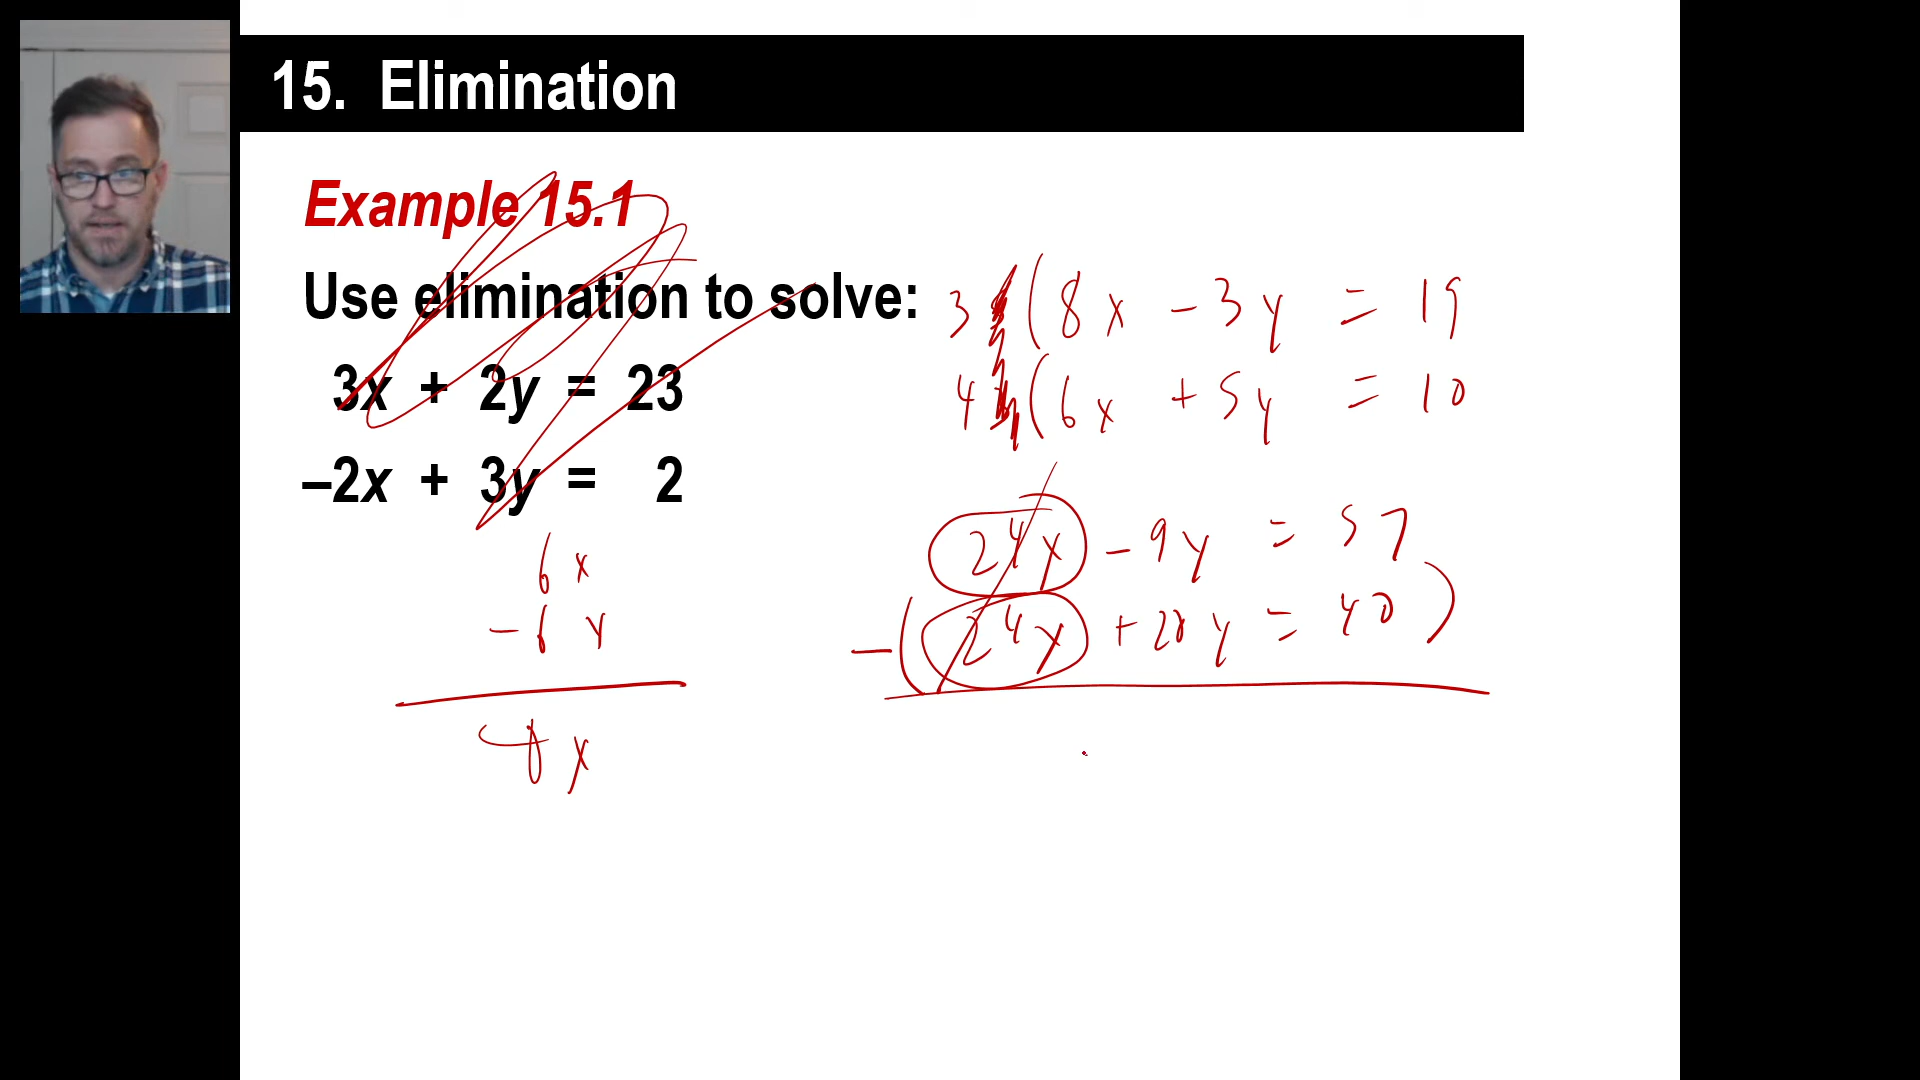 15. Elimination
Example 15.1
Use elimination to solve:
3x + 2y = 23
–2x + 3y = 2
6x
-6x
x
3 (8x - 3y = 19
4 (6x + 5y = 10
24x - 9y = 57
-(24x + 20y = 40)